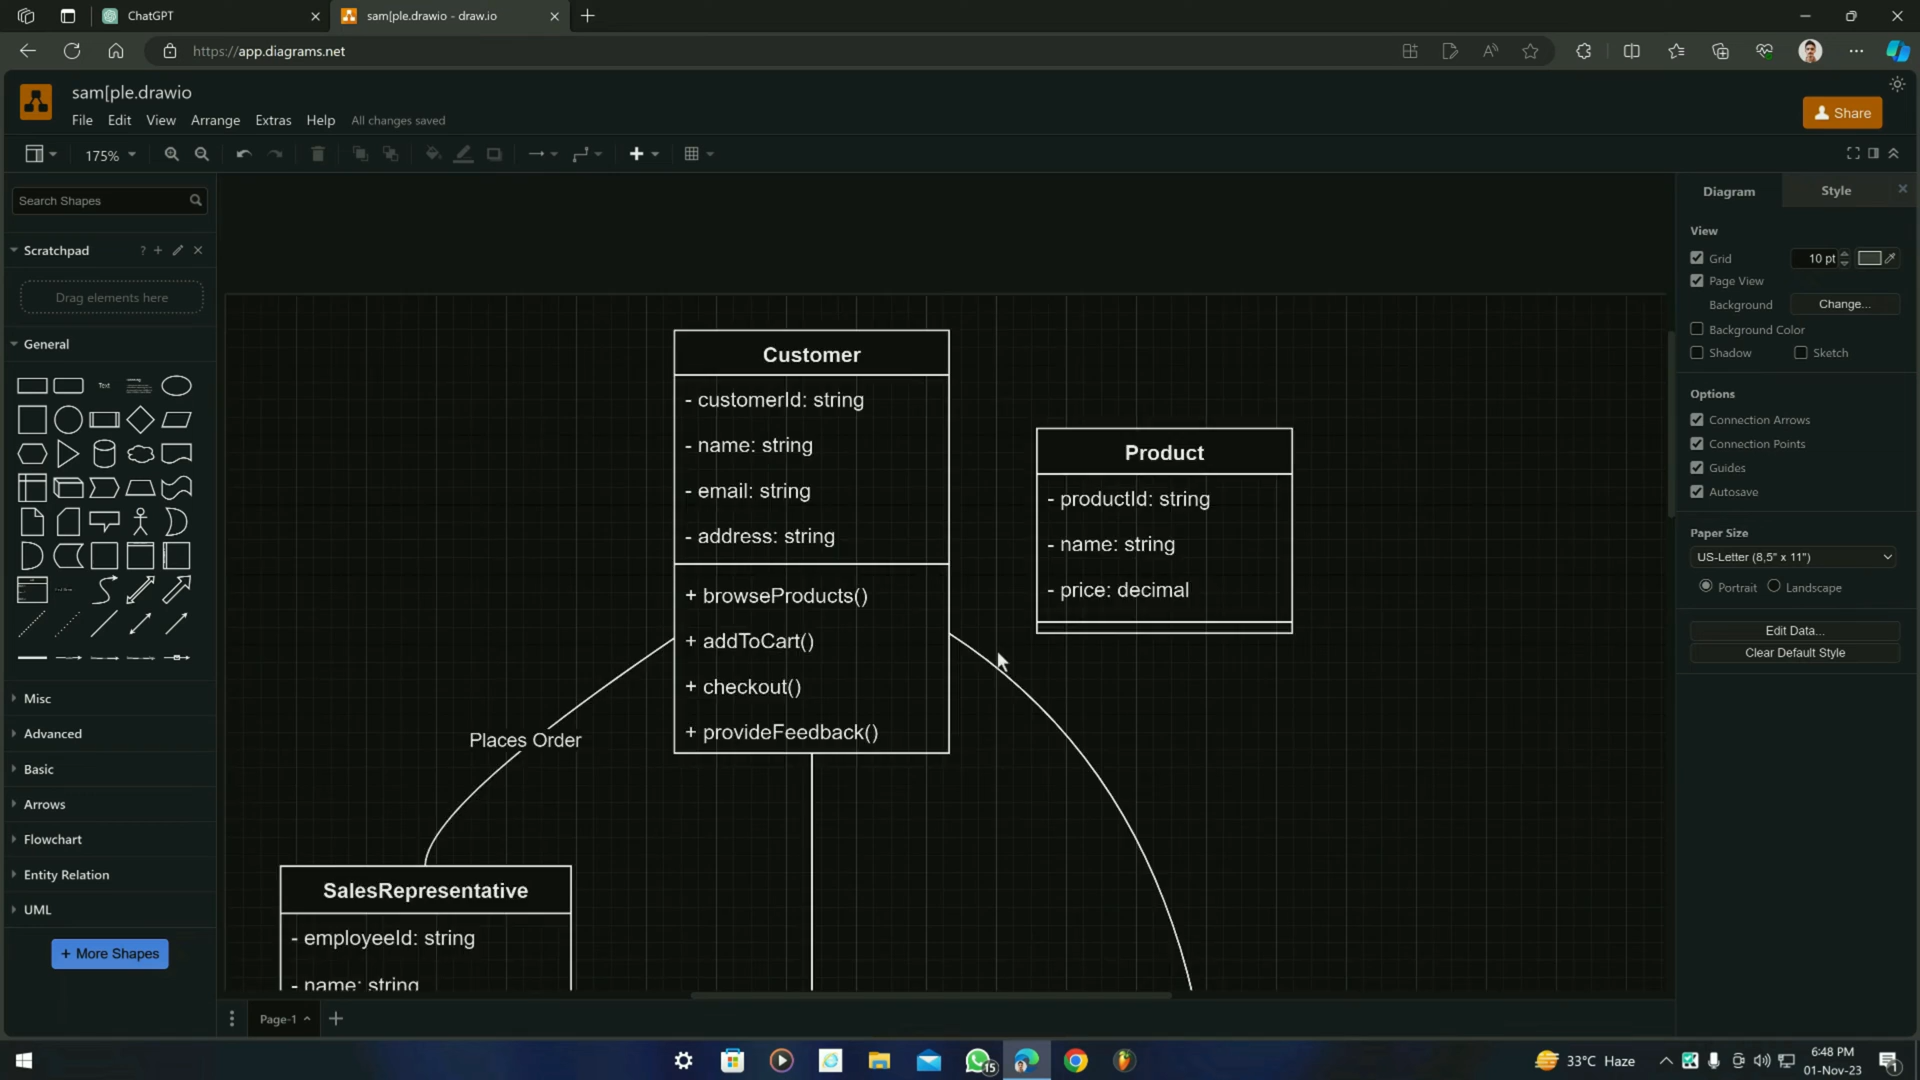 ChatGPT
sam[ple.drawio - draw.io
https://app.diagrams.net
sam[ple.drawio
File Edit View Arrange Extras Help All changes saved
Share
175%
Search Shapes
Scratchpad
?
Drag elements here
General
Text
Misc
Advanced
Basic
Arrows
Flowchart
Entity Relation
UML
+ More Shapes
Customer
- customerId: string
- name: string
- email: string
- address: string
+ browseProducts()
+ addToCart()
+ checkout()
+ provideFeedback()
Product
- productId: string
- name: string
- price: decimal
Places Order
SalesRepresentative
- employeeId: string
- name: string
Diagram
Style
View
Grid
10 pt
Page View
Background
Change...
Background Color
Shadow
Sketch
Options
Connection Arrows
Connection Points
Guides
Autosave
Paper Size
US-Letter (8,5" x 11")
Portrait
Landscape
Edit Data...
Clear Default Style
Page-1
15
33°C Haze
6:48 PM
01-Nov-23
1